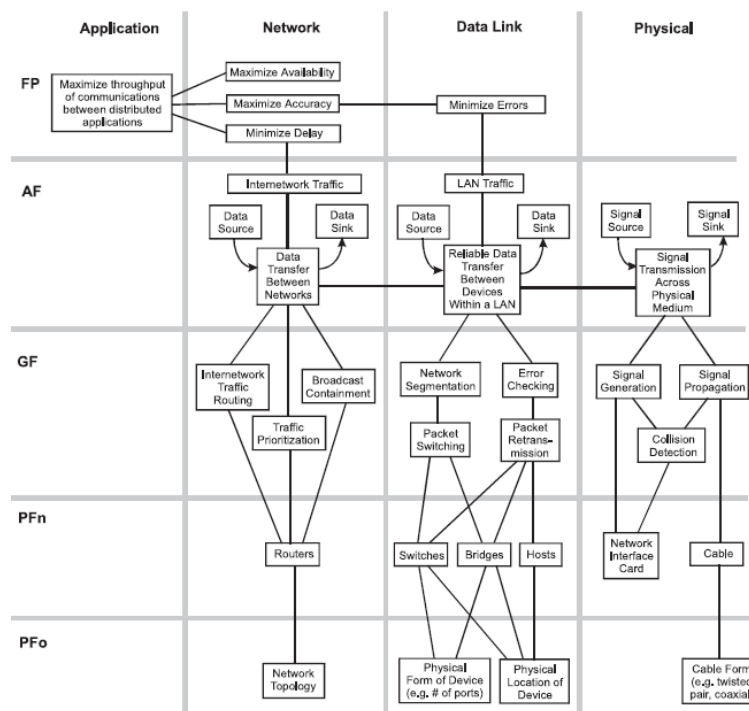 Application
Network
Data Link
Physical
FP
Maximize throughput
of communications
between distributed
applications
Maximize Availability
Maximize Accuracy
Minimize Delay
Minimize Errors
AF
Internetwork Traffic
LAN Traffic
Data
Source
Data
Sink
Data
Source
Data
Sink
Signal
Source
Signal
Sink
Data
Transfer
Between
Networks
Reliable Data
Transfer
Between
Devices
Within a LAN
Signal
Transmission
Across
Physical
Medium
GF
Internetwork
Traffic
Routing
Broadcast
Containment
Traffic
Prioritization
Network
Segmentation
Error
Checking
Packet
Switching
Packet
Retrans-
mission
Signal
Generation
Signal
Propagation
Collision
Detection
PFn
Routers
Switches
Bridges
Hosts
Network
Interface
Card
Cable
PFo
Network
Topology
Physical
Form of Device
(e.g. # of ports)
Physical
Location of
Device
Cable Form
(e.g. twisted
pair, coaxial